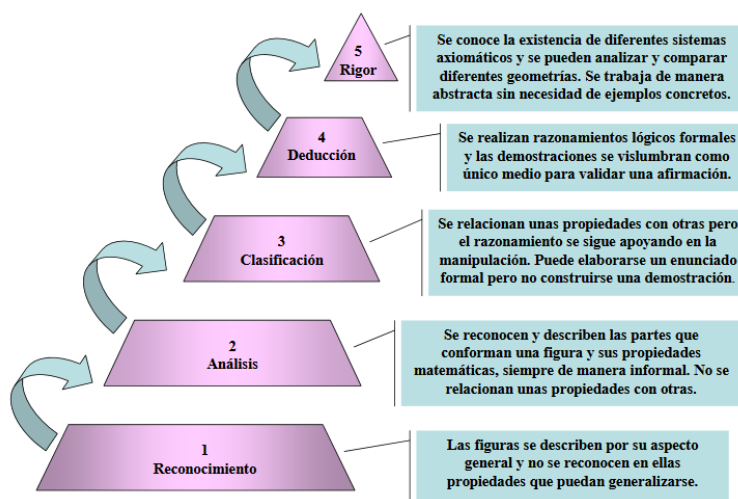 5
Rigor
Se conoce la existencia de diferentes sistemas
axiomáticos y se pueden analizar y comparar
diferentes geometrías. Se trabaja de manera
abstracta sin necesidad de ejemplos concretos.
4
Deducción
Se realizan razonamientos lógicos formales
y las demostraciones se vislumbran como
único medio para validar una afirmación.
3
Clasificación
Se relacionan unas propiedades con otras pero
el razonamiento se sigue apoyando en la
manipulación. Puede elaborarse un enunciado
formal pero no construirse una demostración.
2
Análisis
Se reconocen y describen las partes que
conforman una figura y sus propiedades
matemáticas, siempre de manera informal. No se
relacionan unas propiedades con otras.
1
Reconocimiento
Las figuras se describen por su aspecto
general y no se reconocen en ellas
propiedades que puedan generalizarse.